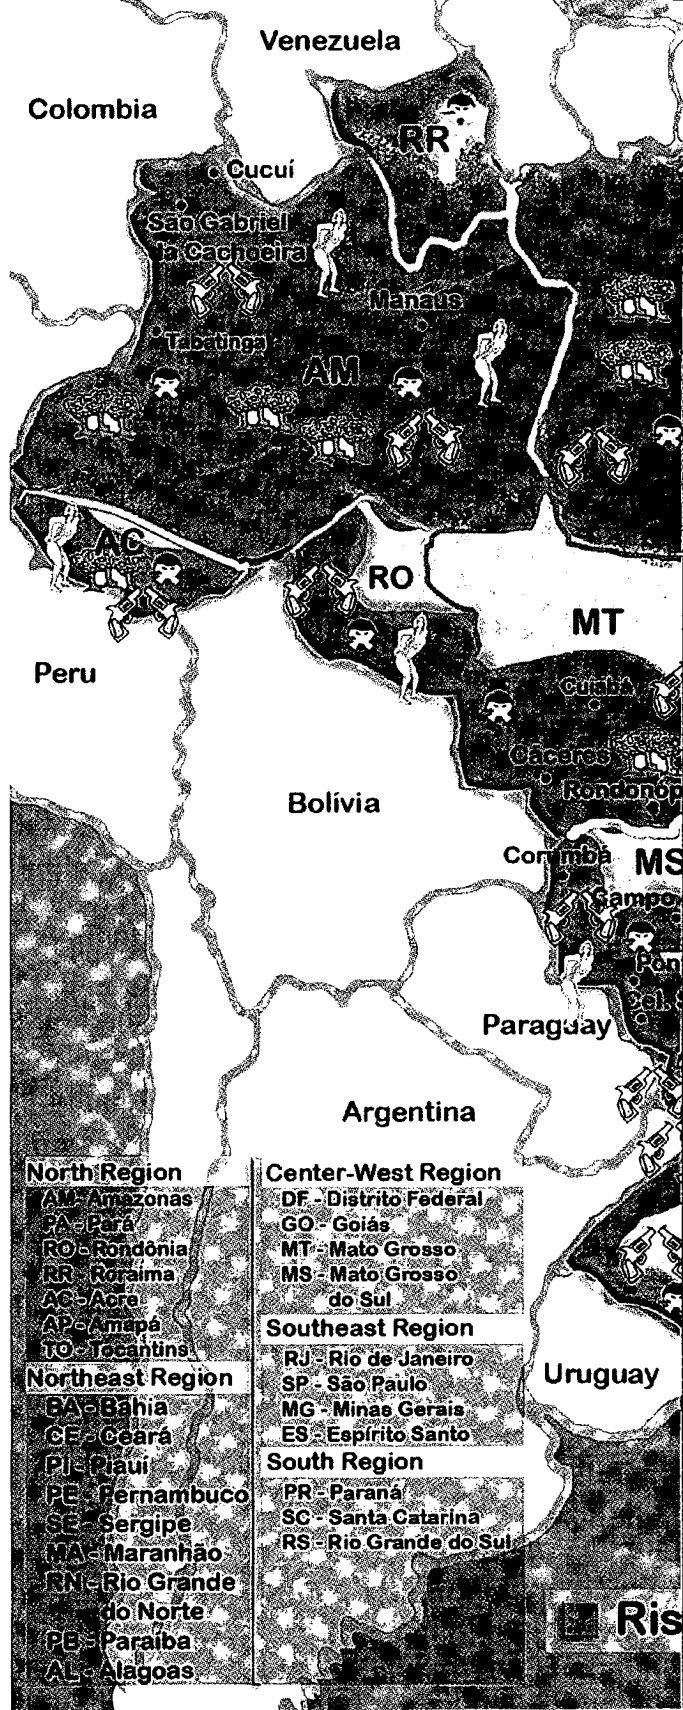 Venezuela
Colombia
RR
Cucuí
São Gabriel
da Cachoeira
Manaus
Tabatinga
AM
AC
RO
MT
Peru
Cuiabá
Cáceres
Rondonóp
Bolívia
Corumbá
MS
Campo
Pon
Cel. S
Paraguay
Argentina
North Region
AM-Amazonas
PA-Pará
RO-Rondônia
RR-Roraima
AC-Acre
AP-Amapá
TO-Tocantins
Northeast Region
BA-Bahia
CE-Ceará
PI-Piauí
PE-Pernambuco
SE-Sergipe
MA-Maranhão
RN-Rio Grande
do Norte
PB-Paraíba
AL-Alagoas
Center-West Region
DF - Distrito Federal
GO - Goiás
MT - Mato Grosso
MS - Mato Grosso
do Sul
Southeast Region
RJ - Rio de Janeiro
SP - São Paulo
MG - Minas Gerais
ES - Espírito Santo
South Region
PR - Paraná
SC - Santa Catarina
RS - Rio Grande do Sul
Uruguay
Ris